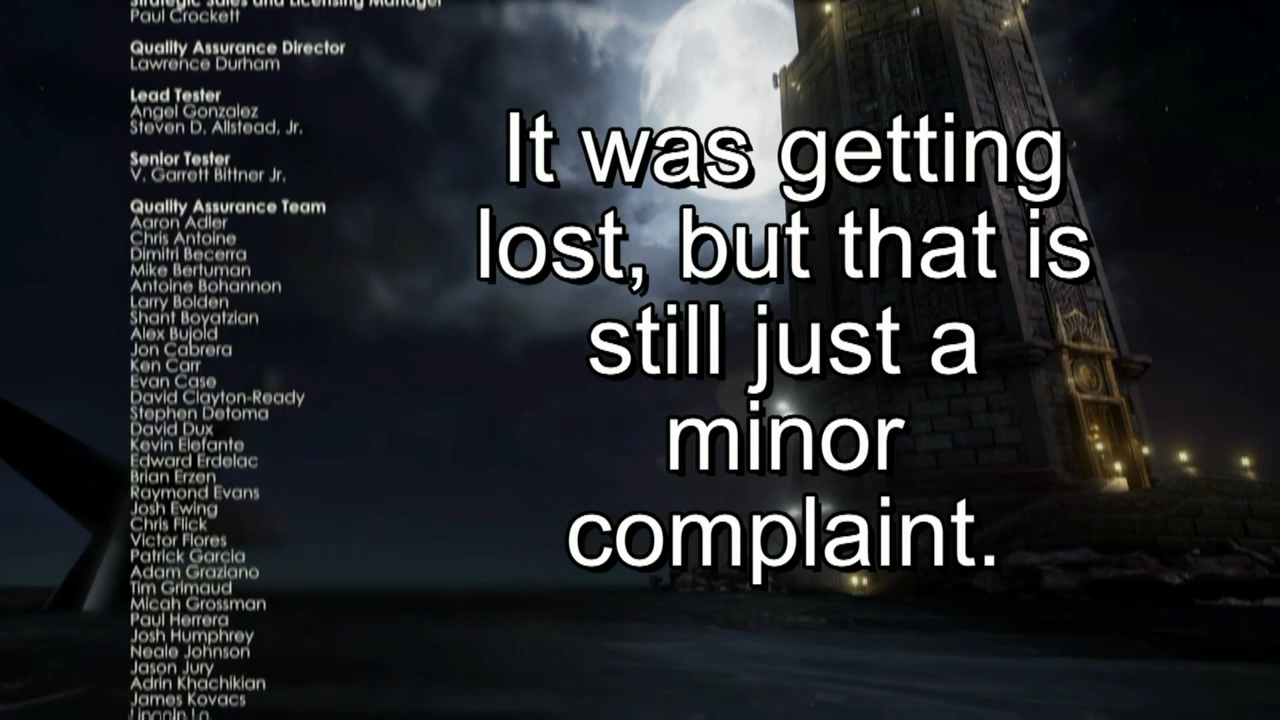 Strategic Sales and Licensing Manager
Paul Crockett
Quality Assurance Director
Lawrence Durham
Lead Tester
Angel Gonzalez
Steven D. Allstead, Jr.
Senior Tester
V. Garrett Bittner Jr.
Quality Assurance Team
Aaron Adler
Chris Antoine
Dimitri Becerra
Mike Bertuman
Antoine Bohannon
Larry Bolden
Shant Boyatzian
Alex Bujold
Jon Cabrera
Ken Carr
Evan Case
David Clayton-Ready
Stephen Detoma
David Dux
Kevin Elefante
Edward Erdelac
Brian Erzen
Raymond Evans
Josh Ewing
Chris Flick
Victor Flores
Patrick Garcia
Adam Graziano
Tim Grimaud
Micah Grossman
Paul Herrera
Josh Humphrey
Neale Johnson
Jason Jury
Adrin Khachikian
James Kovacs
It was getting
lost, but that is
still just a
minor
complaint.